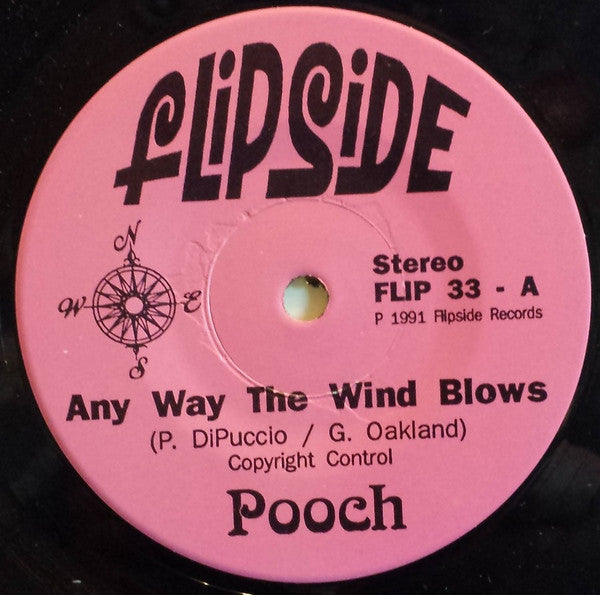 FLiPSiDE
N
W E
S
Stereo
FLIP 33 - A
P 1991 Flipside Records
Any Way The Wind Blows
(P. DiPuccio / G. Oakland)
Copyright Control
Pooch